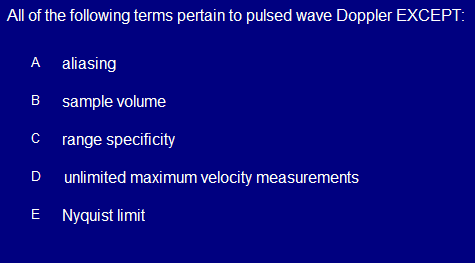 All of the following terms pertain to pulsed wave Doppler EXCEPT:
A aliasing
B sample volume
C range specificity
D unlimited maximum velocity measurements
E Nyquist limit